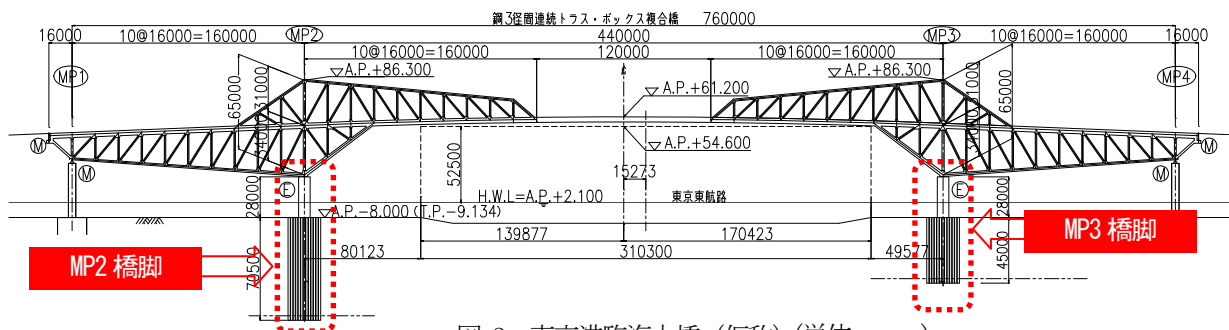 鋼3径間連続トラス・ボックス複合橋 760000
16000 10@16000=160000 MP2 440000 MP3 10@16000=160000 16000
10@16000=160000 120000 10@16000=160000
MP1 A.P.+86.300 A.P.+86.300 MP4
A.P.+61.200
65000 31000 34000 31000 65000
M A.P.+54.600 M
M 52500 15273 M
E H.W.L=A.P.+2.100 東京東航路 E
28000 A.P.-8.000 (T.P.-9.134) 28000
139877 170423
MP2 橋脚 80123 310300 49577 45000 MP3 橋脚